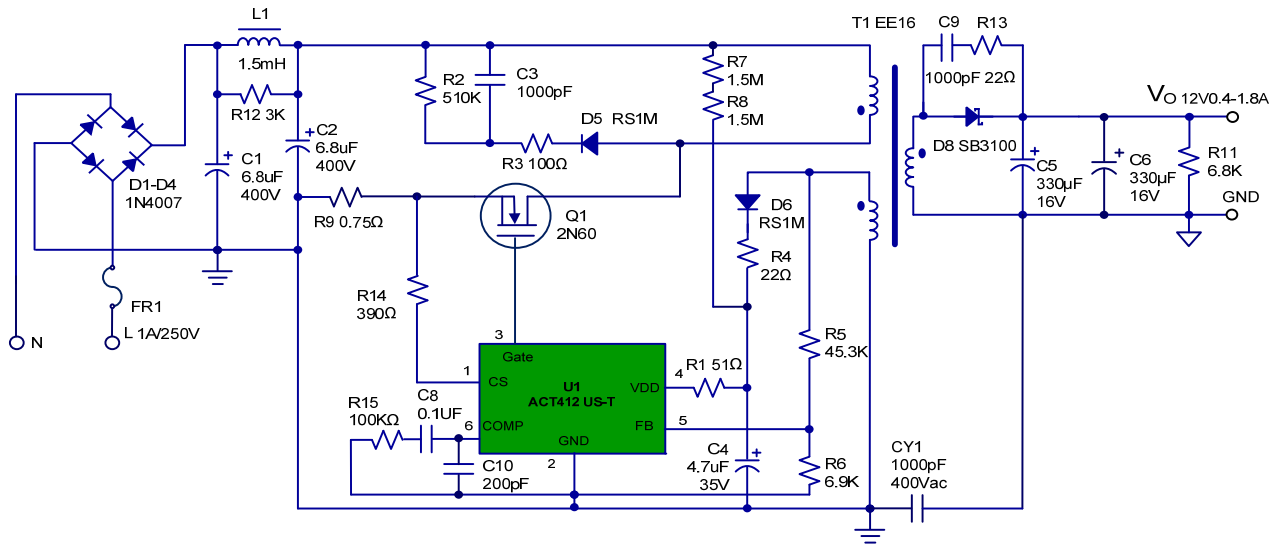 L1
1.5mH
R12 3K
C1
6.8uF
400V
C2
6.8uF
400V
D1-D4
1N4007
FR1
L 1A/250V
N
R2
510K
C3
1000pF
D5 RS1M
R3 100Ω
R9 0.75Ω
Q1
2N60
R14
390Ω
R7
1.5M
R8
1.5M
T1 EE16
C9
R13
1000pF 22Ω
D8 SB3100
VO 12V0.4-1.8A
C5
330µF
16V
C6
330µF
16V
R11
6.8K
GND
D6
RS1M
R4
22Ω
R5
45.3K
R1 51Ω
3
Gate
1
CS
U1
ACT412 US-T
VDD
4
FB
5
6
COMP
GND
2
R15
100KΩ
C8
0.1UF
C10
200pF
C4
4.7uF
35V
R6
6.9K
CY1
1000pF
400Vac